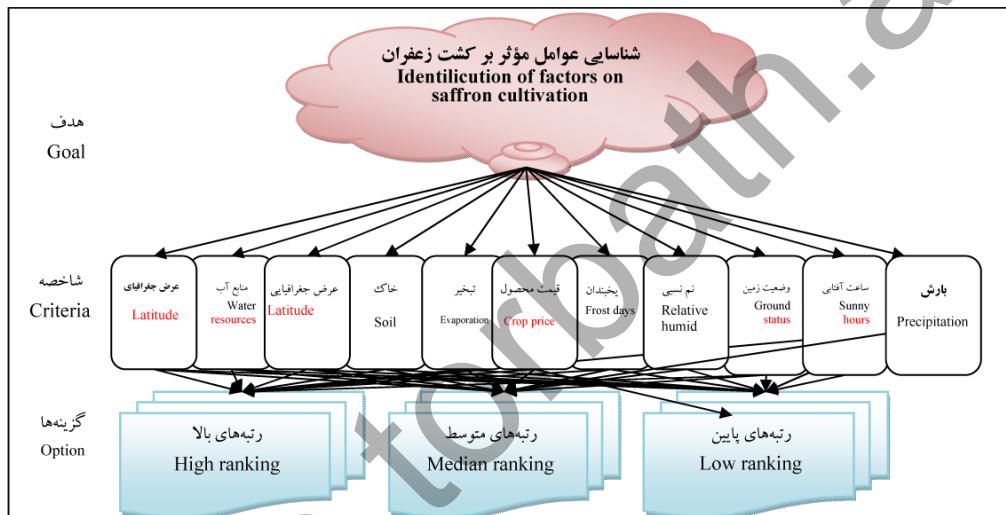 شناسایی عوامل مؤثر بر کشت زعفران
Identilicution of factors on
saffron cultivation
هدف
Goal
شاخصه
Criteria
عرض جغرافیای
Latitude
منابع آب
Water
resources
عرض جغرافیایی
Latitude
خاک
Soil
تبخیر
Evaporation
قیمت محصول
Crop price
یخبندان
Frost days
نم نسبی
Relative
humid
وضعیت زمین
Ground
status
ساعت آفتابی
Sunny
hours
بارش
Precipitation
گزینه‌ها
Option
رتبه‌های بالا
High ranking
رتبه‌های متوسط
Median ranking
رتبه‌های پایین
Low ranking
torbath.a